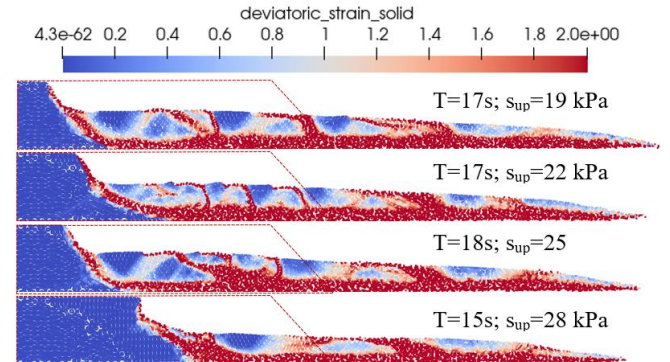 deviatoric_strain_solid
4.3e-62 0.2 0.4 0.6 0.8 1 1.2 1.4 1.6 1.8 2.0e+00
T=17s; sup=19 kPa
T=17s; sup=22 kPa
T=18s; sup=25
T=15s; sup=28 kPa